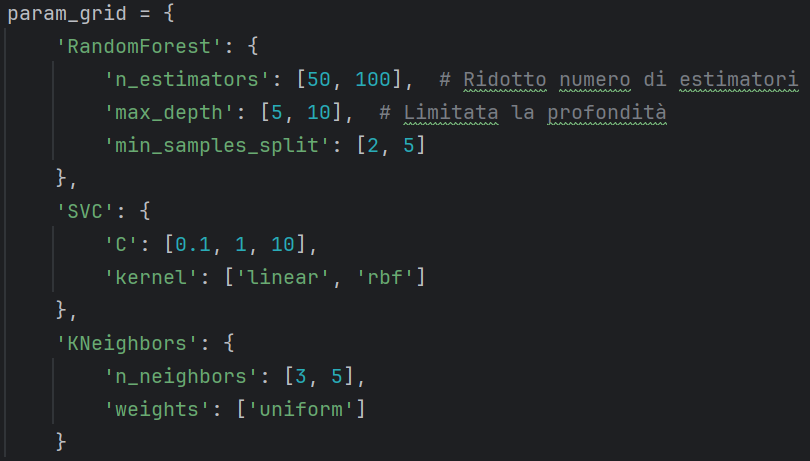 param_grid = {
    'RandomForest': {
        'n_estimators': [50, 100],  # Ridotto numero di estimatori
        'max_depth': [5, 10],  # Limitata la profondità
        'min_samples_split': [2, 5]
    },
    'SVC': {
        'C': [0.1, 1, 10],
        'kernel': ['linear', 'rbf']
    },
    'KNeighbors': {
        'n_neighbors': [3, 5],
        'weights': ['uniform']
    }